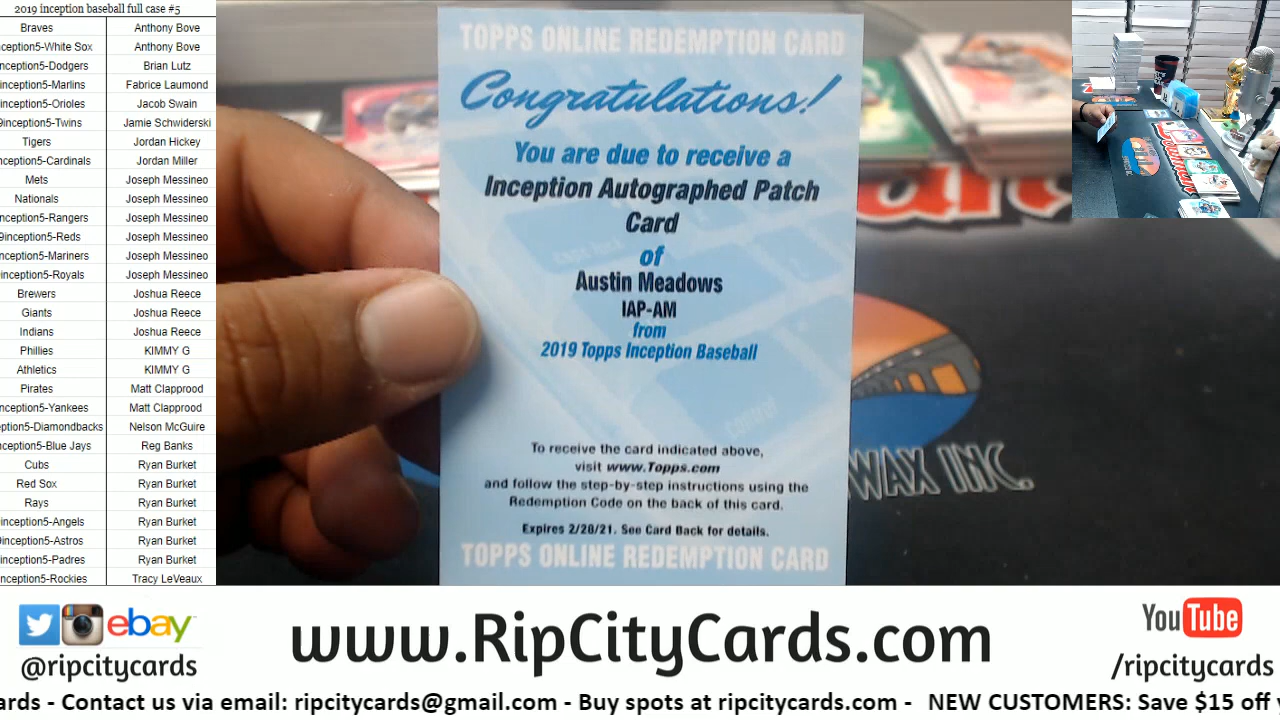 2019 inception baseball full case #5
Braves Anthony Bove
nception5-White Sox Anthony Bove
nception5-Dodgers Brian Lutz
nception5-Marlins Fabrice Laumond
nception5-Orioles Jacob Swain
9inception5-Twins Jamie Schwiderski
Tigers Jordan Hickey
nception5-Cardinals Jordan Miller
Mets Joseph Messineo
Nationals Joseph Messineo
nception5-Rangers Joseph Messineo
9inception5-Reds Joseph Messineo
nception5-Mariners Joseph Messineo
inception5-Royals Joseph Messineo
Brewers Joshua Reece
Giants Joshua Reece
Indians Joshua Reece
Phillies KIMMY G
Athletics KIMMY G
Pirates Matt Clapprood
nception5-Yankees Matt Clapprood
ception5-Diamondbacks Nelson McGuire
nception5-Blue Jays Reg Banks
Cubs Ryan Burket
Red Sox Ryan Burket
Rays Ryan Burket
inception5-Angels Ryan Burket
9inception5-Astros Ryan Burket
inception5-Padres Ryan Burket
nception5-Rockies Tracy LeVeaux
TOPPS ONLINE REDEMPTION CARD
Congratulations!
You are due to receive a
Inception Autographed Patch
Card
of
Austin Meadows
IAP-AM
from
2019 Topps Inception Baseball
control
To receive the card indicated above,
visit www.Topps.com
and follow the step-by-step instructions using the
Redemption Code on the back of this card.
Expires 2/28/21. See Card Back for details.
TOPPS ONLINE REDEMPTION CARD
WAX INC.
ebay
@ripcitycards
www.RipCityCards.com
YouTube
/ripcitycards
ards - Contact us via email: ripcitycards@gmail.com - Buy spots at ripcitycards.com - NEW CUSTOMERS: Save $15 off